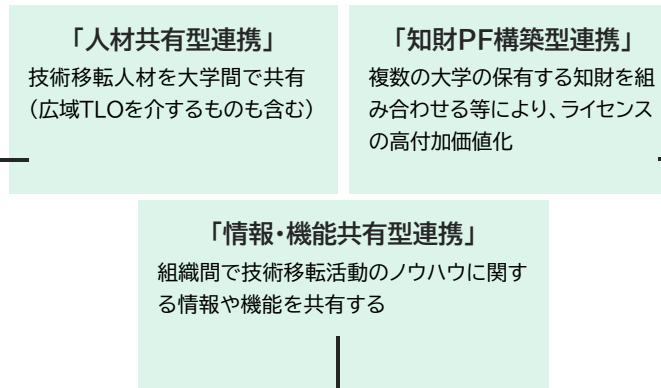 「人材共有型連携」
技術移転人材を大学間で共有
（広域TLOを介するものも含む）
「知財PF構築型連携」
複数の大学の保有する知財を組
み合わせる等により、ライセンス
の高付加価値化
「情報・機能共有型連携」
組織間で技術移転活動のノウハウに関す
る情報や機能を共有する